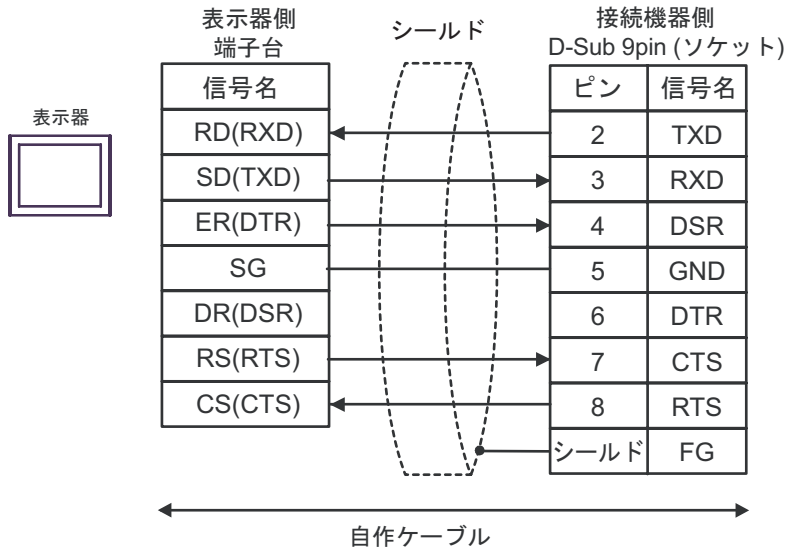 表示器側
端子台
シールド
接続機器側
D-Sub 9pin (ソケット)
表示器
信号名
ピン 信号名
RD(RXD) 2 TXD
SD(TXD) 3 RXD
ER(DTR) 4 DSR
SG 5 GND
DR(DSR) 6 DTR
RS(RTS) 7 CTS
CS(CTS) 8 RTS
シールド FG
自作ケーブル